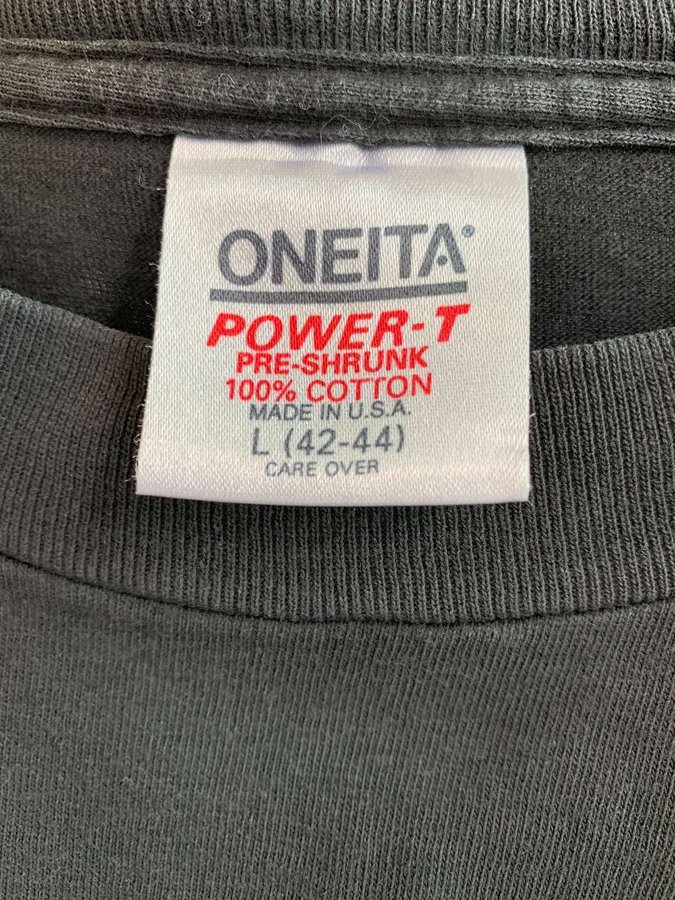 ONEITA®
POWER-T
PRE-SHRUNK
100% COTTON
MADE IN U.S.A.
L (42-44)
CARE OVER